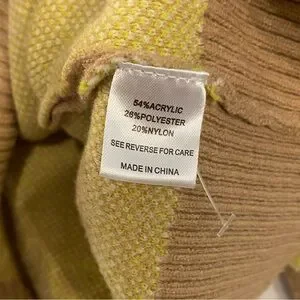 54%ACRYLIC
26%POLYESTER
20%NYLON
SEE REVERSE FOR CARE
MADE IN CHINA